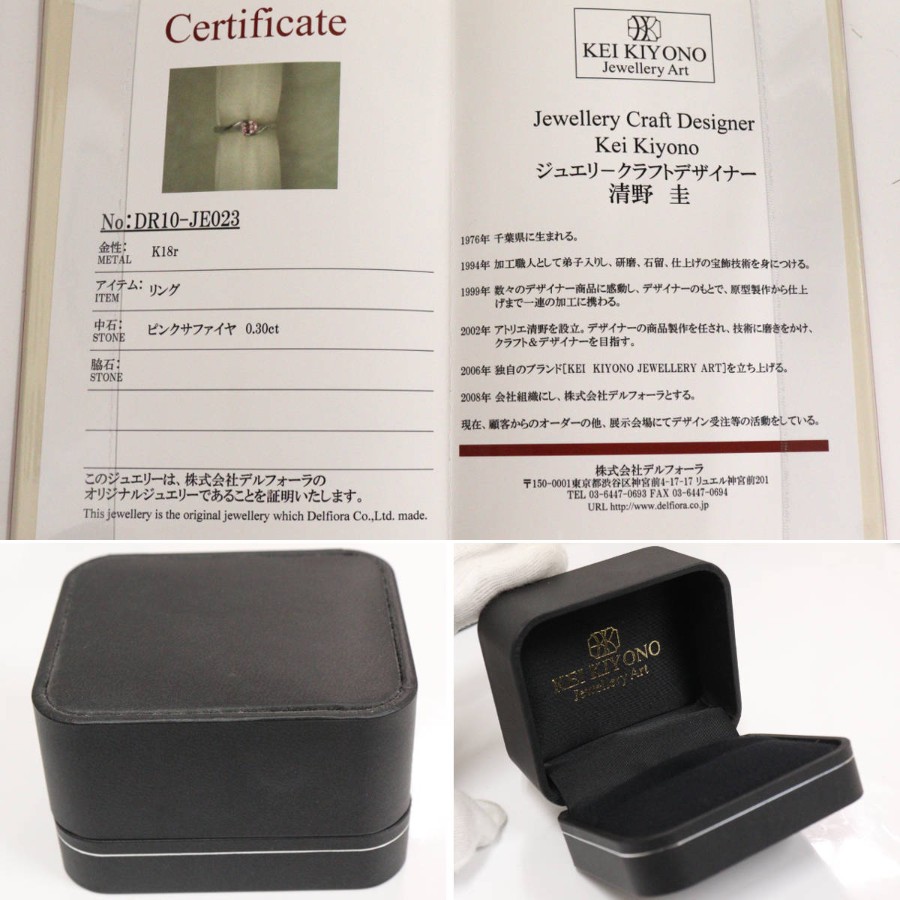 Certificate
No:DR10-JE023
金性:
METAL
K18r
アイテム:
ITEM
リング
中石:
STONE
ピンクサファイヤ 0.30ct
脇石:
STONE
このジュエリーは、株式会社デルフォーラの
オリジナルジュエリーであることを証明いたします。
This jewellery is the original jewellery which Delfiora Co.,Ltd. made.
KEI KIYONO
Jewellery Art
Jewellery Craft Designer
Kei Kiyono
ジュエリークラフトデザイナー
清野 圭
1976年 千葉県に生まれる。
1994年 加工職人として弟子入りし、研磨、石留、仕上げの宝飾技術を身につける。
1999年 数々のデザイナー商品に感動し、デザイナーのもとで、原型製作から仕上
げまで一連の加工に携わる。
2002年 アトリエ清野を設立。デザイナーの商品製作を任され、技術に磨きをかけ、
クラフト&デザイナーを目指す。
2006年 独自のブランド[KEI KIYONO JEWELLERY ART]を立ち上げる。
2008年 会社組織にし、株式会社デルフォーラとする。
現在、顧客からのオーダーの他、展示会場にてデザイン受注等の活動をしている。
株式会社デルフォーラ
〒150-0001東京都渋谷区神宮前4-17-17 リュエル神宮前201
TEL 03-6447-0693 FAX 03-6447-0694
URL http://www.delfiora.co.jp
KEI KIYONO
Jewellery Art